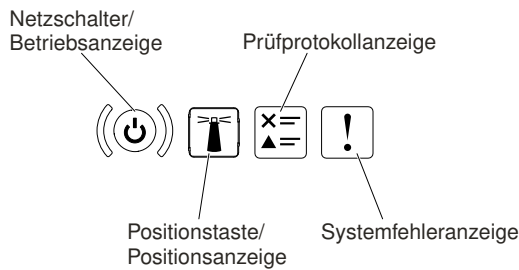 Netzschalter/
Betriebsanzeige
Prüfprotokollanzeige
Positionstaste/
Positionsanzeige
Systemfehleranzeige